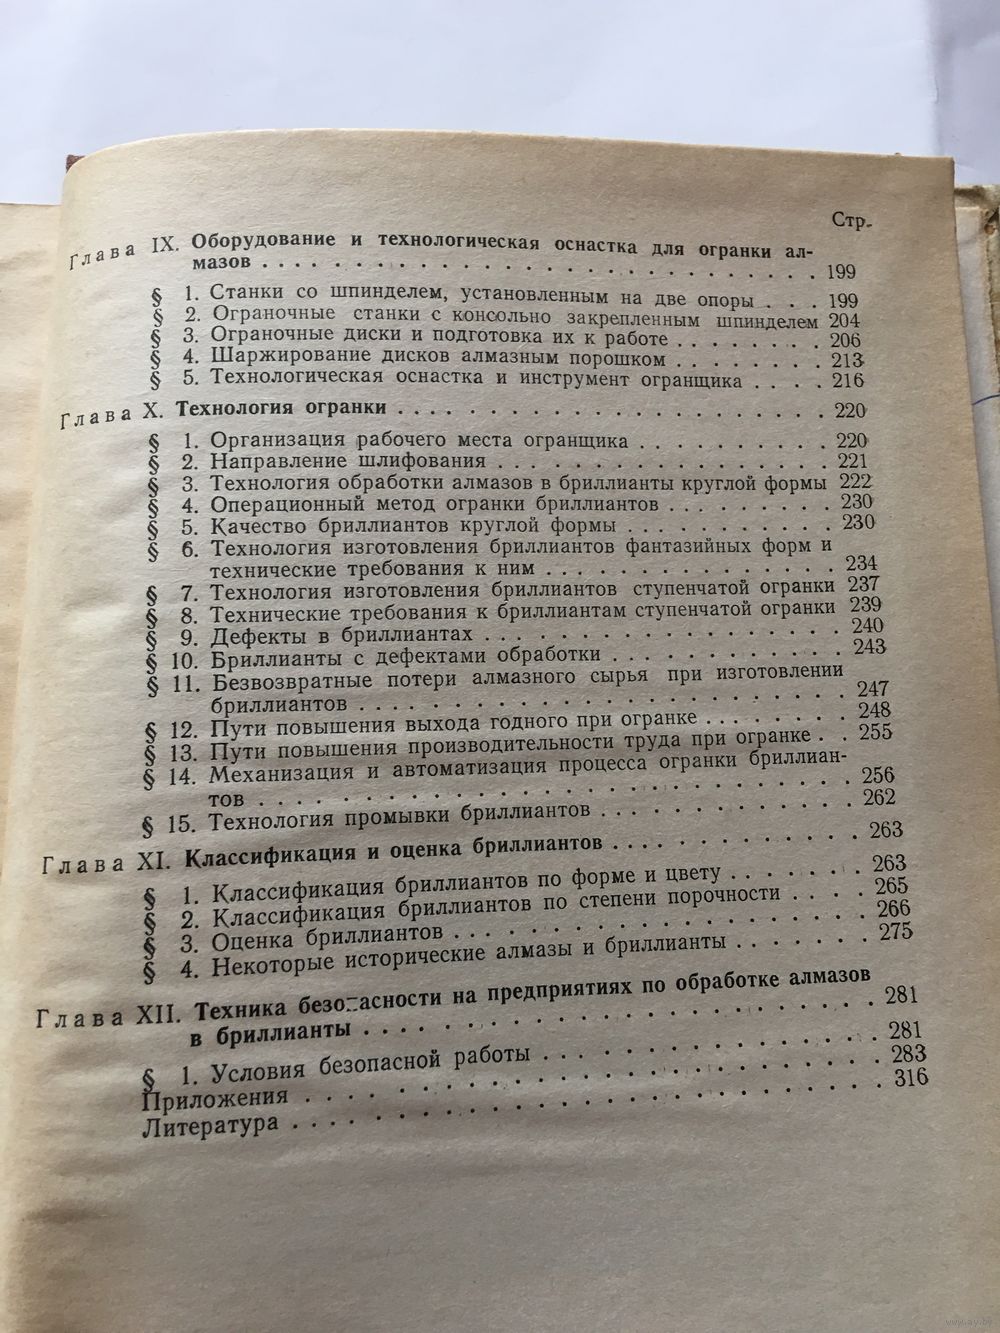 Стр.
Глава IX. Оборудование и технологическая оснастка для огранки ал-
мазов . . . . . . . . . . . . . . . . . . . . . . . . 199
§ 1. Станки со шпинделем, установленным на две опоры . . . 199
§ 2. Ограночные станки с консольно закрепленным шпинделем 204
§ 3. Ограночные диски и подготовка их к работе . . . . . . . . 206
§ 4. Шаржирование дисков алмазным порошком . . . . . . . . 213
§ 5. Технологическая оснастка и инструмент огранщика . . . . 216
Глава X. Технология огранки . . . . . . . . . . . . . . . . . . . . . 220
§ 1. Организация рабочего места огранщика . . . . . . . . . 220
§ 2. Направление шлифования . . . . . . . . . . . . . . . . 221
§ 3. Технология обработки алмазов в бриллианты круглой формы 222
§ 4. Операционный метод огранки бриллиантов . . . . . . . . 230
§ 5. Качество бриллиантов круглой формы . . . . . . . . . . 230
§ 6. Технология изготовления бриллиантов фантазийных форм и
технические требования к ним . . . . . . . . . . . . . . 234
§ 7. Технология изготовления бриллиантов ступенчатой огранки 237
§ 8. Технические требования к бриллиантам ступенчатой огранки 239
§ 9. Дефекты в бриллиантах . . . . . . . . . . . . . . . . . 240
§ 10. Бриллианты с дефектами обработки . . . . . . . . . . . 243
§ 11. Безвозвратные потери алмазного сырья при изготовлении
бриллиантов . . . . . . . . . . . . . . . . . . . . . . 247
§ 12. Пути повышения выхода годного при огранке . . . . . . . 248
§ 13. Пути повышения производительности труда при огранке . . 255
§ 14. Механизация и автоматизация процесса огранки бриллиан-
тов . . . . . . . . . . . . . . . . . . . . . . . . . . 256
§ 15. Технология промывки бриллиантов . . . . . . . . . . . . 262
Глава XI. Классификация и оценка бриллиантов . . . . . . . . . . . 263
§ 1. Классификация бриллиантов по форме и цвету . . . . . . . 263
§ 2. Классификация бриллиантов по степени порочности . . . . 265
§ 3. Оценка бриллиантов . . . . . . . . . . . . . . . . . . 266
§ 4. Некоторые исторические алмазы и бриллианты . . . . . . . 275
Глава XII. Техника безопасности на предприятиях по обработке алмазов
в бриллианты . . . . . . . . . . . . . . . . . . . . . . 281
§ 1. Условия безопасной работы . . . . . . . . . . . . . . . 281
Приложения . . . . . . . . . . . . . . . . . . . . . . . . . . 283
Литература . . . . . . . . . . . . . . . . . . . . . . . . . . 316
www.ay.by